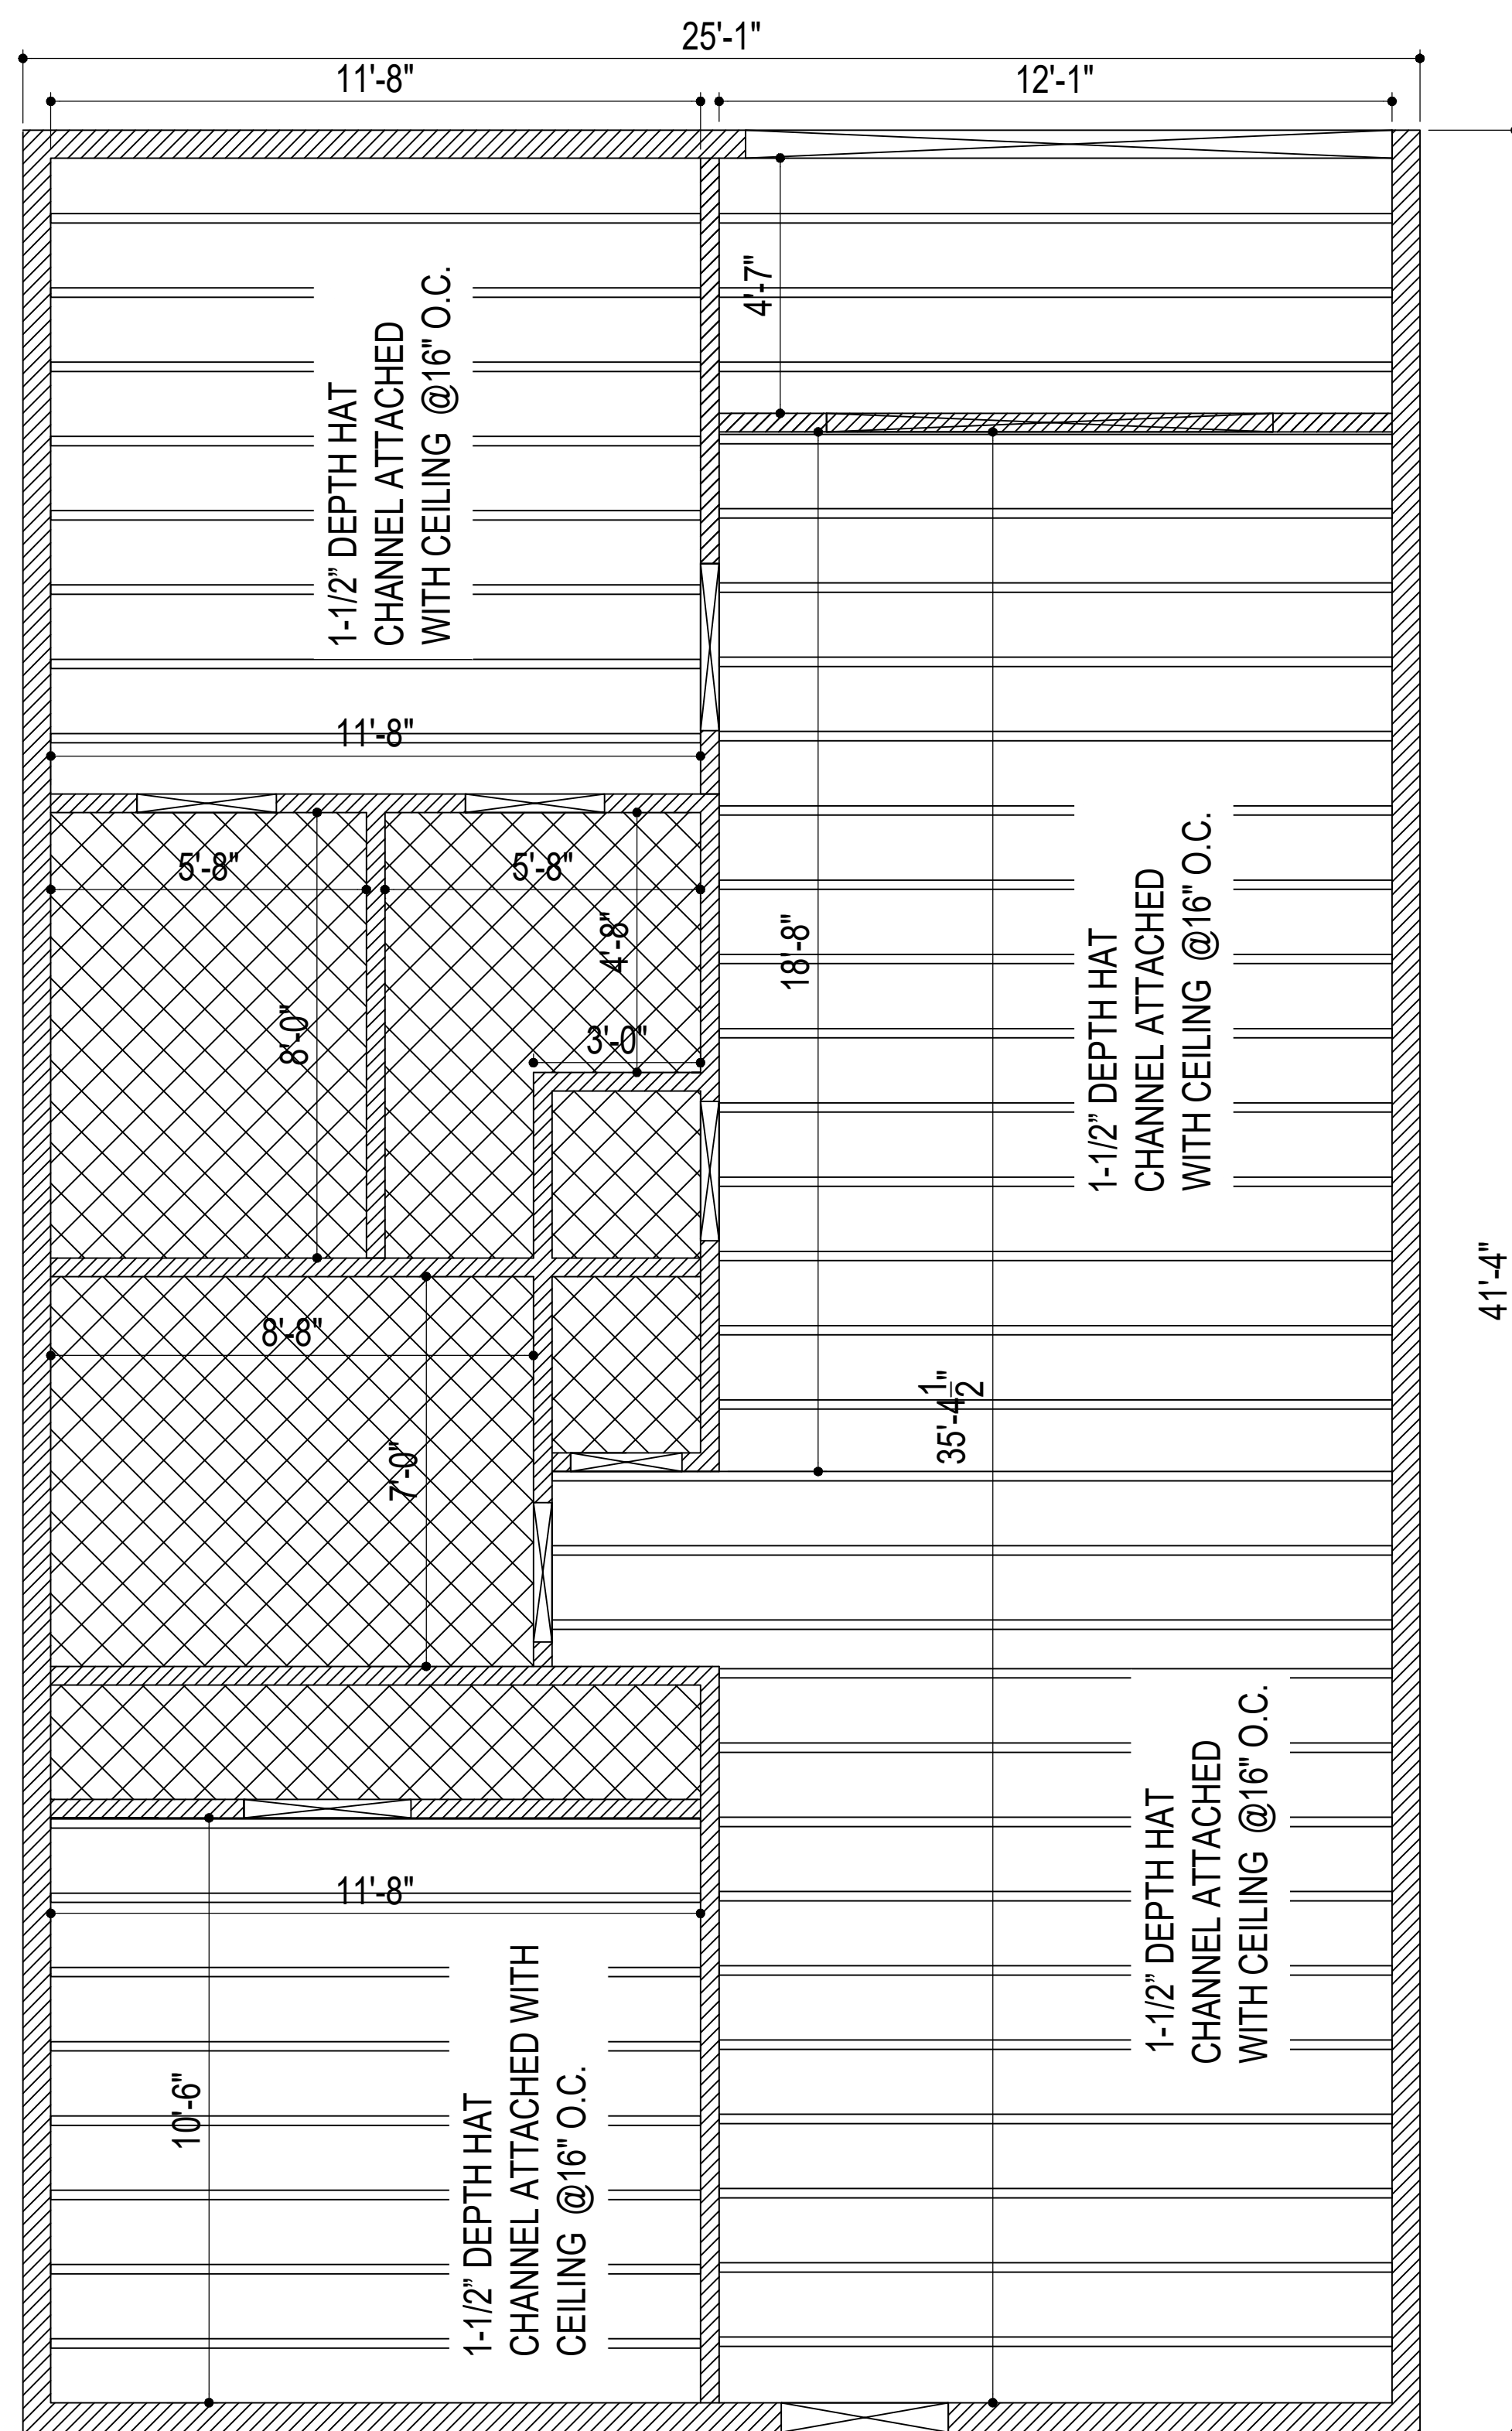 25'-1"
11'-8"
12'-1"
4'-7"
1-1/2” DEPTH HAT
CHANNEL ATTACHED
WITH CEILING @16" O.C.
11'-8"
5'-8"
5'-8"
4'-8"
8'-0"
3'-0"
18'-8"
1-1/2” DEPTH HAT
CHANNEL ATTACHED
WITH CEILING @16" O.C.
41'-4"
8'-8"
7'-0"
35'-4 1/2"
1-1/2” DEPTH HAT
CHANNEL ATTACHED
WITH CEILING @16" O.C.
11'-8"
10'-6"
1-1/2” DEPTH HAT
CHANNEL ATTACHED WITH
CEILING @16" O.C.